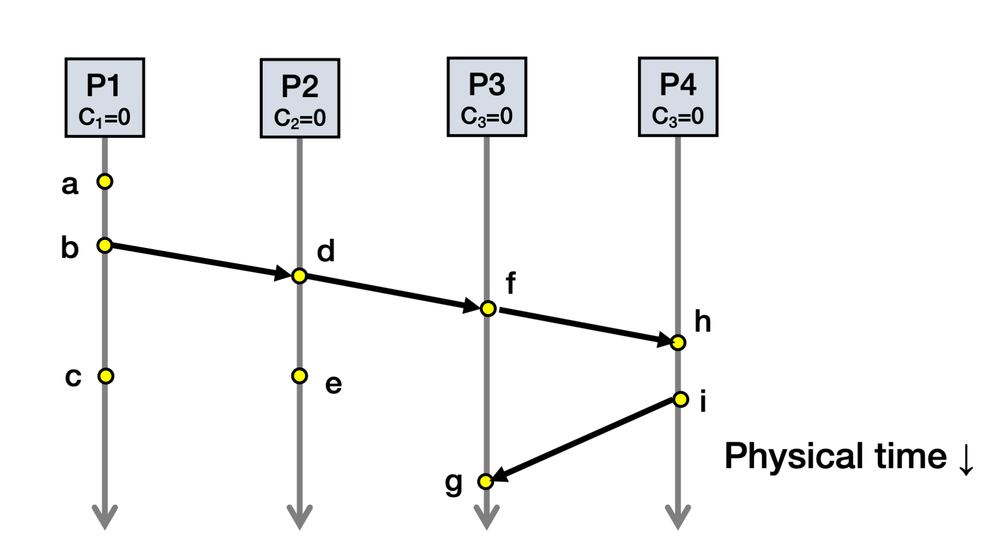 P1
C₁=0
P2
C₂=0
P3
C₃=0
P4
C₃=0
a
b
d
f
h
c
e
i
Physical time ↓
g